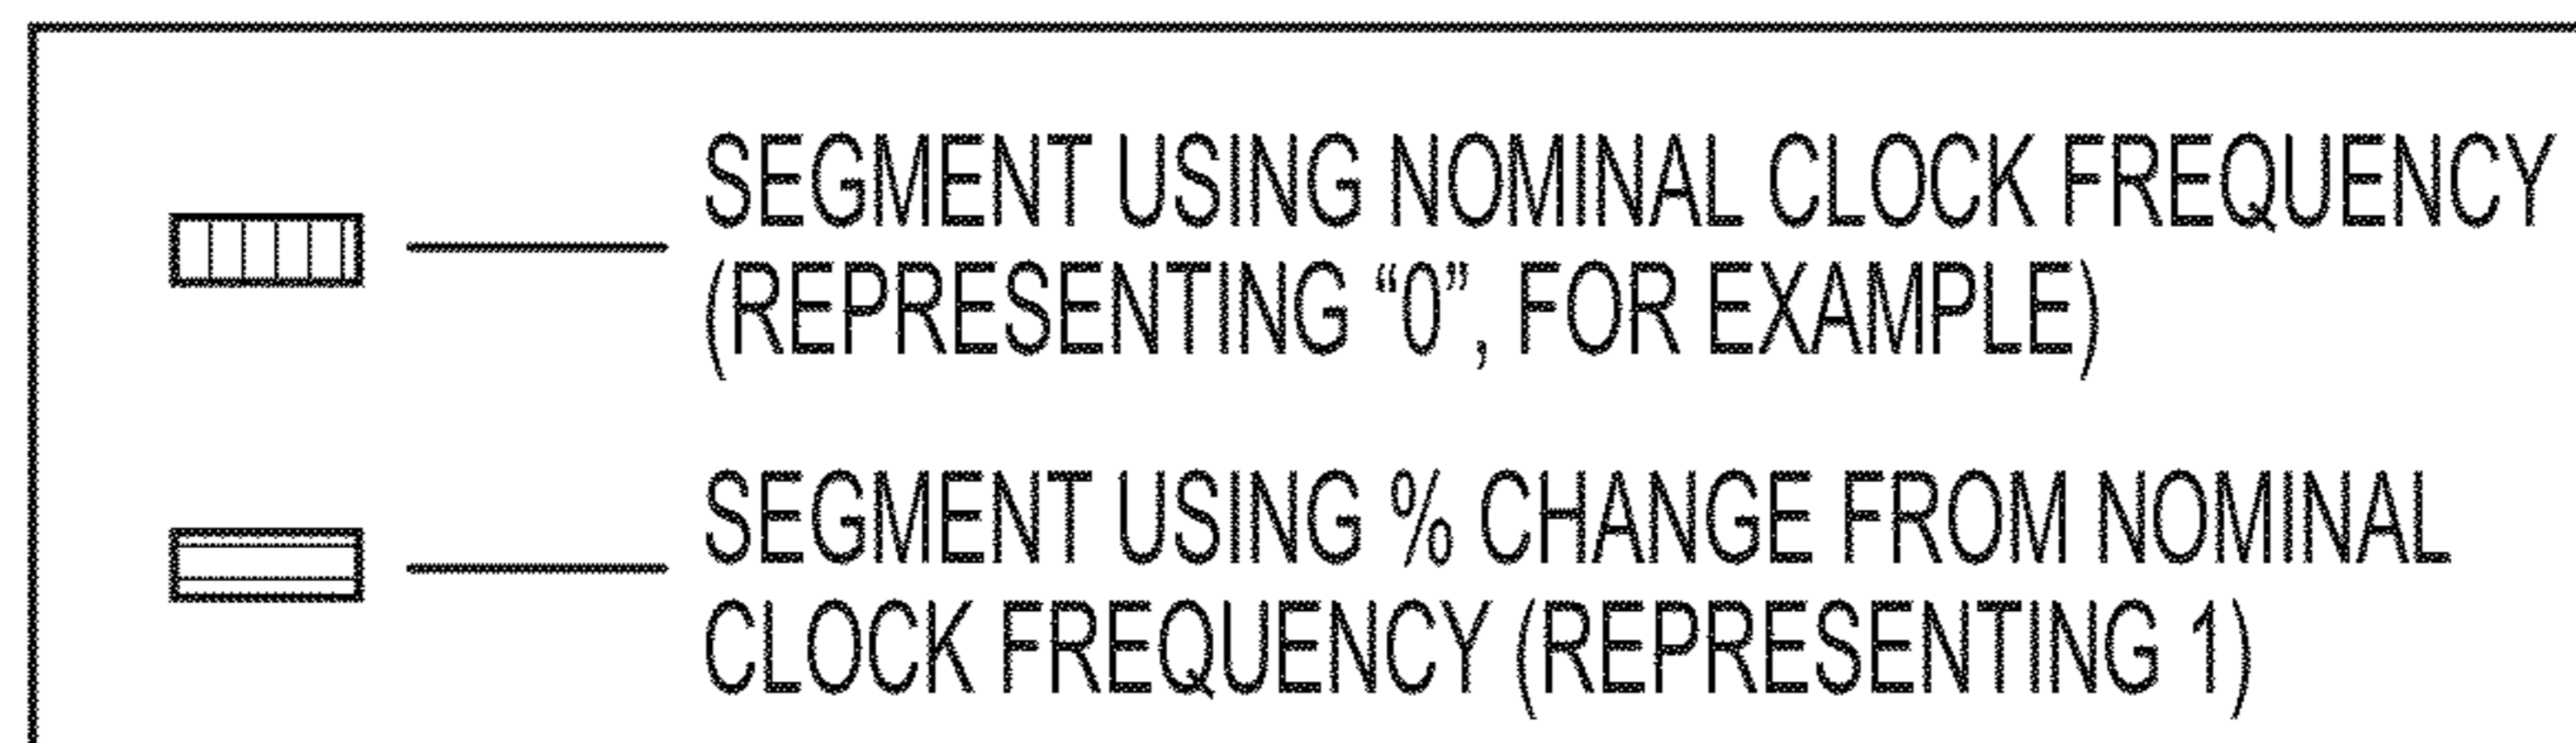 SEGMENT USING NOMINAL CLOCK FREQUENCY
(REPRESENTING “0”, FOR EXAMPLE)
SEGMENT USING % CHANGE FROM NOMINAL
CLOCK FREQUENCY (REPRESENTING 1)